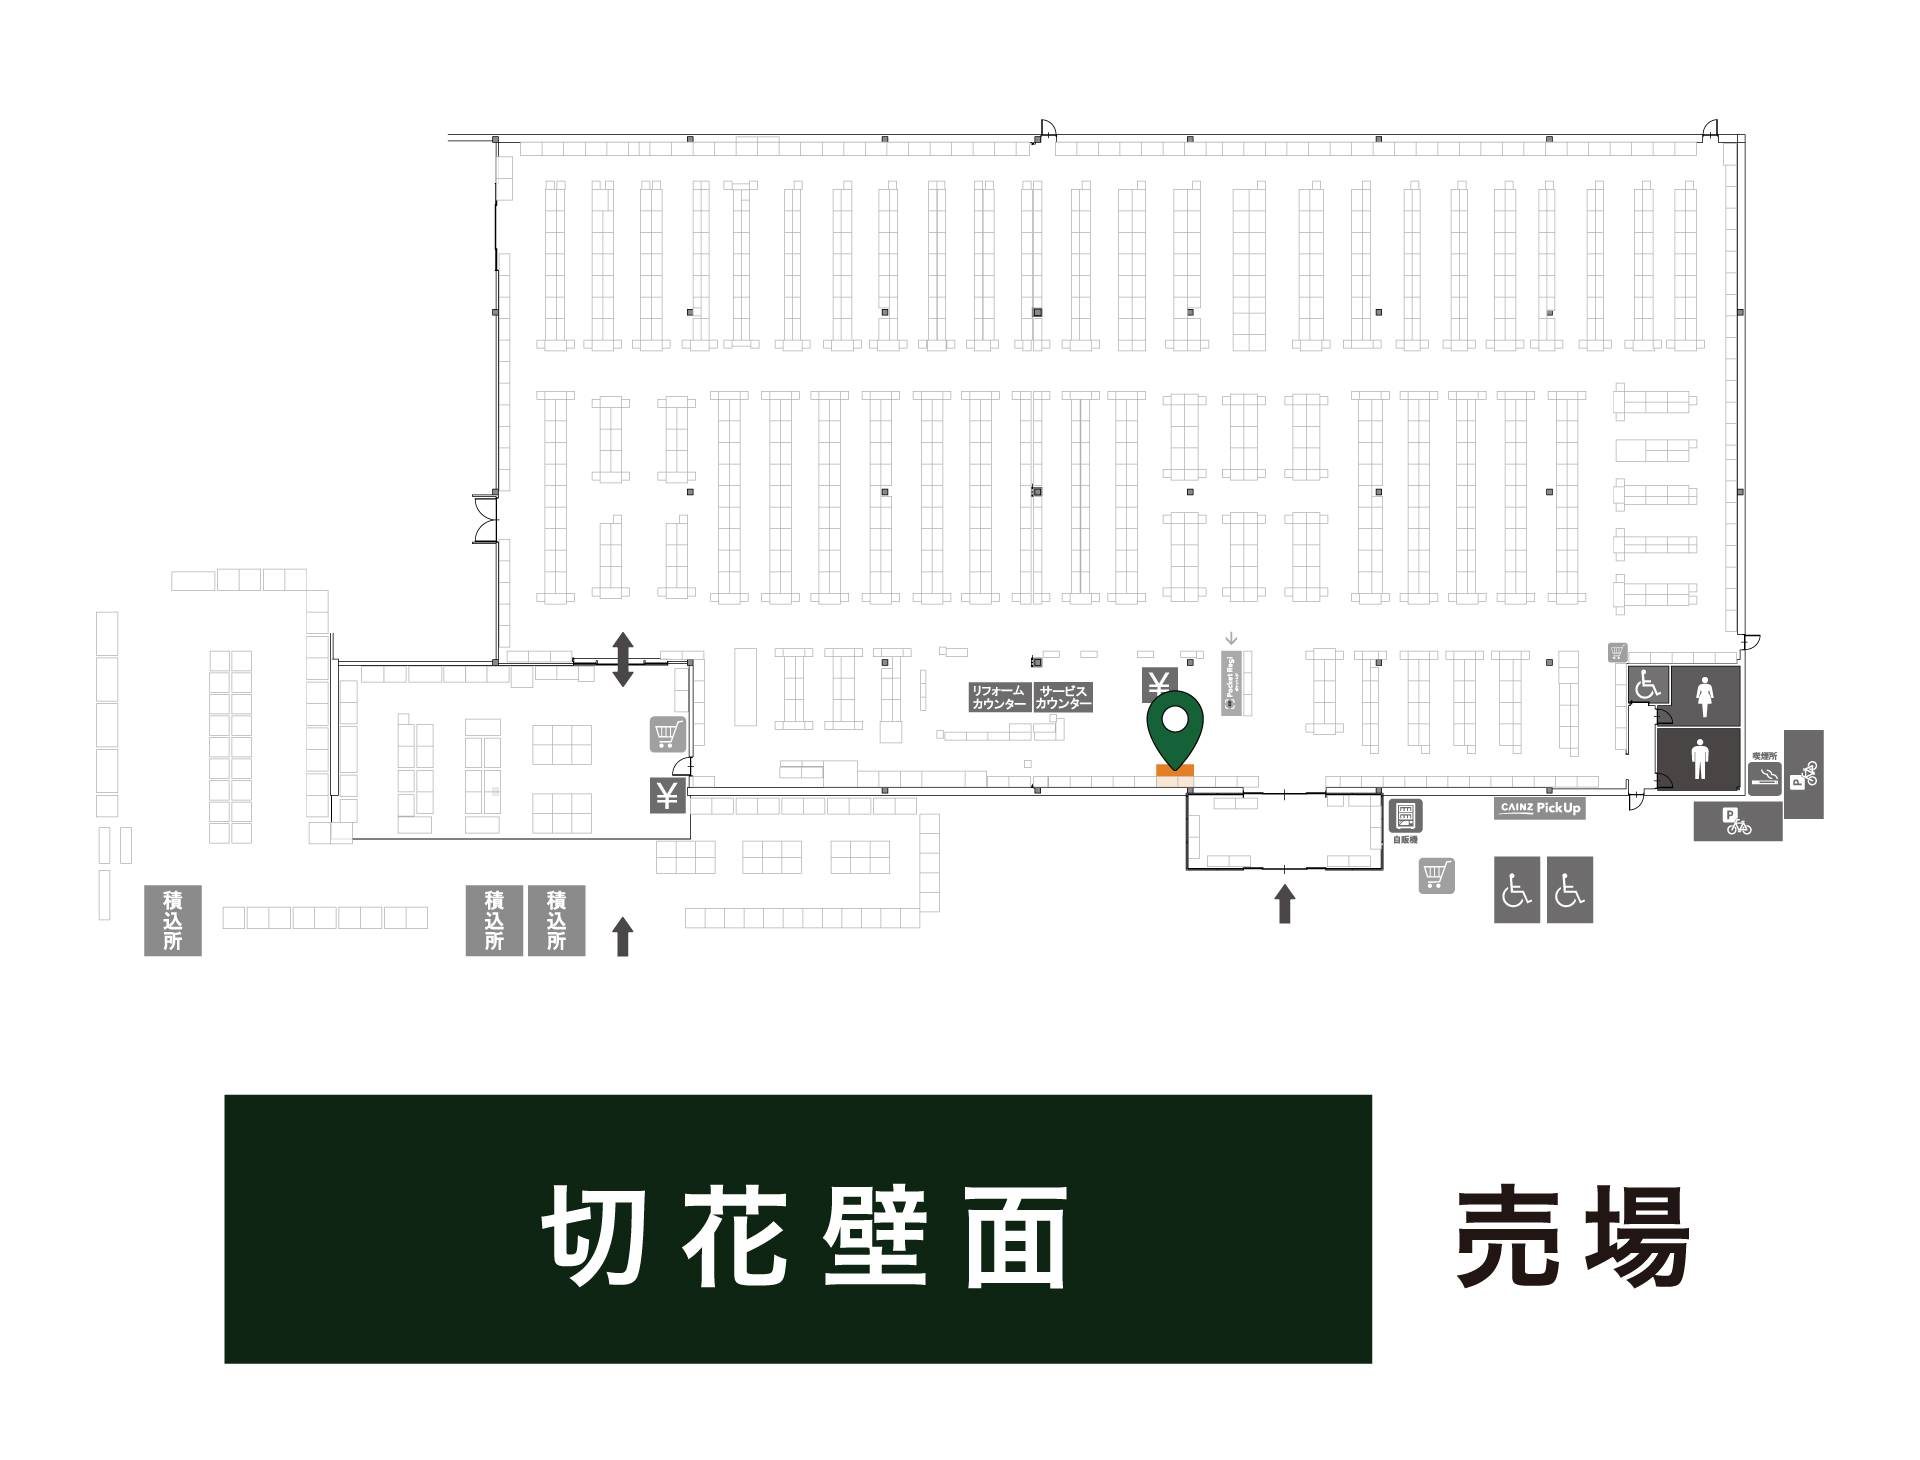 Pocket Regi
リフォーム
カウンター
サービス
カウンター
¥
¥
喫煙所
P
P
CAINZ PickUp
自販機
積込所
積込所
積込所
切花壁面
売場